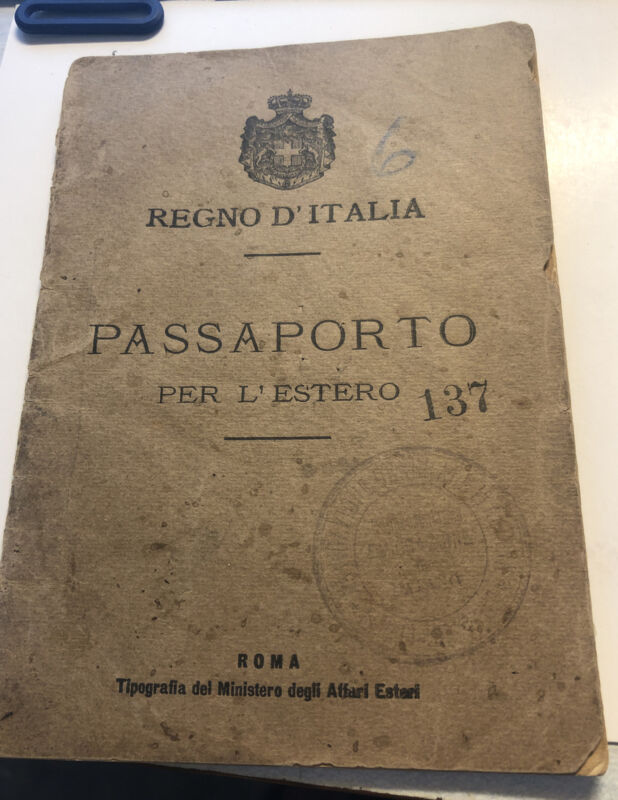 6
REGNO D'ITALIA
PASSAPORTO
PER L'ESTERO 137
ROMA
Tipografia del Ministero degli Affari Esteri